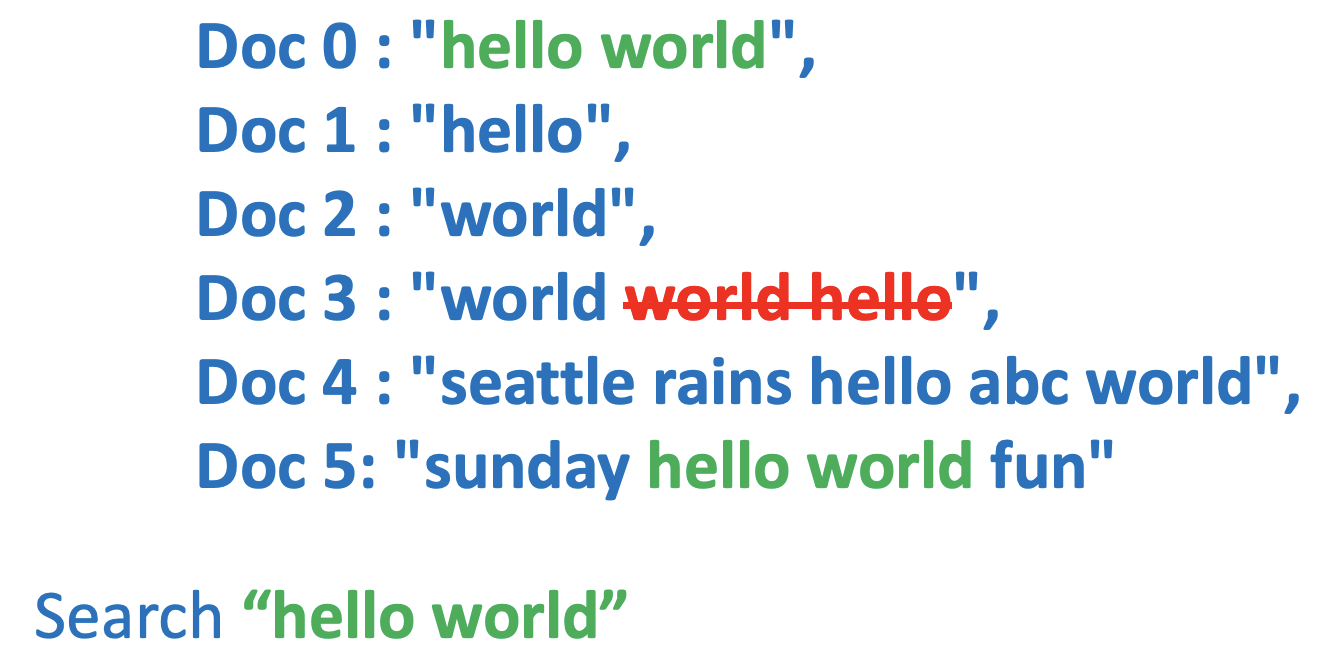 Doc 0 : "hello world",
Doc 1 : "hello",
Doc 2 : "world",
Doc 3 : "world world hello",
Doc 4 : "seattle rains hello abc world",
Doc 5: "sunday hello world fun"
Search “hello world”